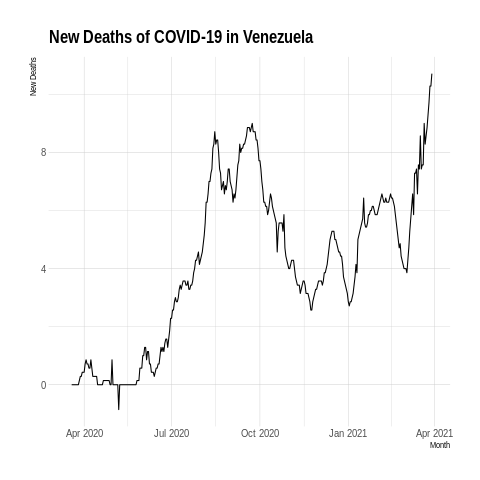 New Deaths of COVID-19 in Venezuela
New Deaths
8
4
0
Apr 2020 Jul 2020 Oct 2020 Jan 2021 Apr 2021
Month